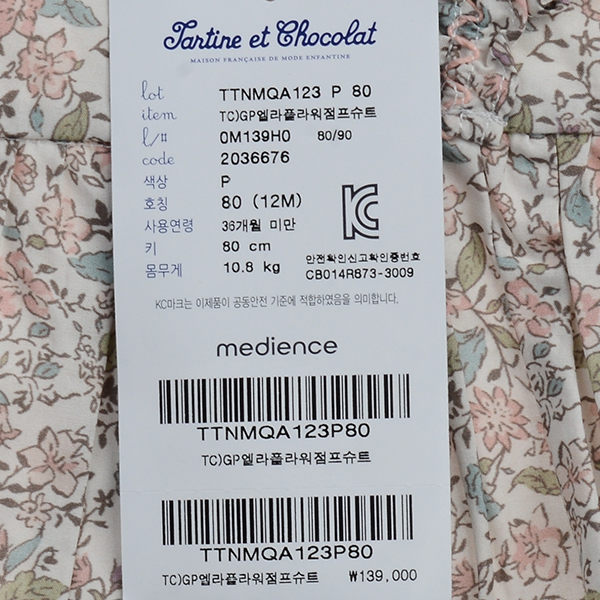 Tartine et Chocolat
MAISON FRANÇAISE DE MODE ENFANTINE
lot TTNMQA123 P 80
item TC)GP엘라플라워점프슈트
l/# 0M139H0 80/90
code 2036676
색상 P
호칭 80 (12M)
사용연령 36개월 미만
키 80 cm
몸무게 10.8 kg
안전확인신고확인증번호
CB014R873-3009
KC마크는 이제품이 공통안전 기준에 적합하였음을 의미합니다.
medience
TTNMQA123P80
TC)GP엘라플라워점프슈트
TTNMQA123P80
TC)GP엘라플라워점프슈트 ₩139,000